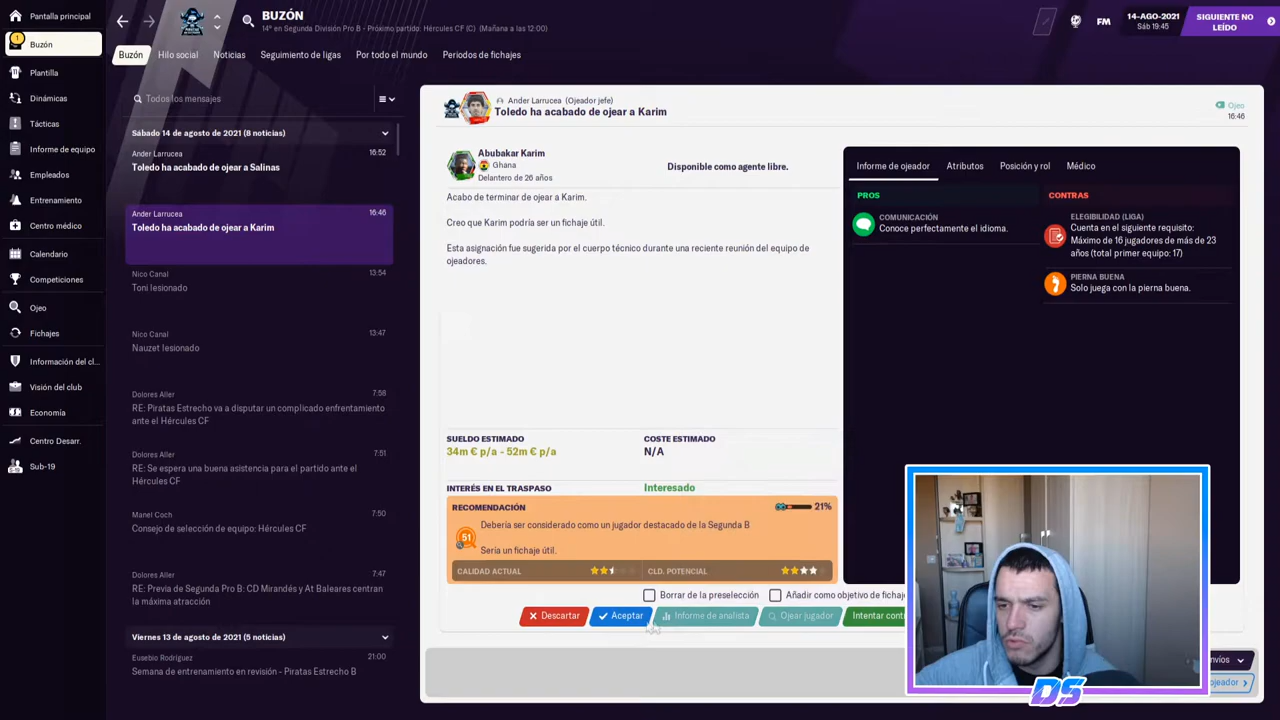 Pantalla principal
1
Buzón
Plantilla
Dinámicas
Tácticas
Informe de equipo
Empleados
Entrenamiento
Centro médico
Calendario
Competiciones
Ojeo
Fichajes
Información del cl...
Visión del club
Economía
Centro Desarr.
Sub-19
BUZÓN
14º en Segunda División Pro B - Próximo partido: Hércules CF (C) (Mañana a las 12:00)
FM
14-AGO-2021
Sáb 19:45
SIGUIENTE NO
LEÍDO
Buzón
Hilo social
Noticias
Seguimiento de ligas
Por todo el mundo
Periodos de fichajes
Todos los mensajes
Sábado 14 de agosto de 2021 (8 noticias)
Ander Larrucea
16:52
Toledo ha acabado de ojear a Salinas
Ander Larrucea
16:46
Toledo ha acabado de ojear a Karim
Nico Canal
13:54
Toni lesionado
Nico Canal
13:47
Nauzet lesionado
Dolores Aller
7:58
RE: Piratas Estrecho va a disputar un complicado enfrentamiento
ante el Hércules CF
Dolores Aller
7:51
RE: Se espera una buena asistencia para el partido ante el
Hércules CF
Manel Coch
7:50
Consejo de selección de equipo: Hércules CF
Dolores Aller
7:47
RE: Previa de Segunda Pro B: CD Mirandés y At Baleares centran
la máxima atracción
Viernes 13 de agosto de 2021 (5 noticias)
Eusebio Rodríguez
21:00
Semana de entrenamiento en revisión - Piratas Estrecho B
Ander Larrucea (Ojeador jefe)
Toledo ha acabado de ojear a Karim
Ojeo
16:46
Abubakar Karim
Ghana
Delantero de 26 años
Disponible como agente libre.
Acabo de terminar de ojear a Karim.
Creo que Karim podría ser un fichaje útil.
Esta asignación fue sugerida por el cuerpo técnico durante una reciente reunión del equipo de
ojeadores.
SUELDO ESTIMADO
34m € p/a - 52m € p/a
COSTE ESTIMADO
N/A
INTERÉS EN EL TRASPASO
Interesado
RECOMENDACIÓN
21%
51
Debería ser considerado como un jugador destacado de la Segunda B
Sería un fichaje útil.
CALIDAD ACTUAL
CLD. POTENCIAL
Borrar de la preselección
Añadir como objetivo de fichaje
Descartar
Aceptar
Informe de analista
Ojear jugador
Intentar cont
Informe de ojeador
Atributos
Posición y rol
Médico
PROS
COMUNICACIÓN
Conoce perfectamente el idioma.
CONTRAS
ELEGIBILIDAD (LIGA)
Cuenta en el siguiente requisito:
Máximo de 16 jugadores de más de 23
años (total primer equipo: 17)
PIERNA BUENA
Solo juega con la pierna buena.
nvíos
ojeador
DS